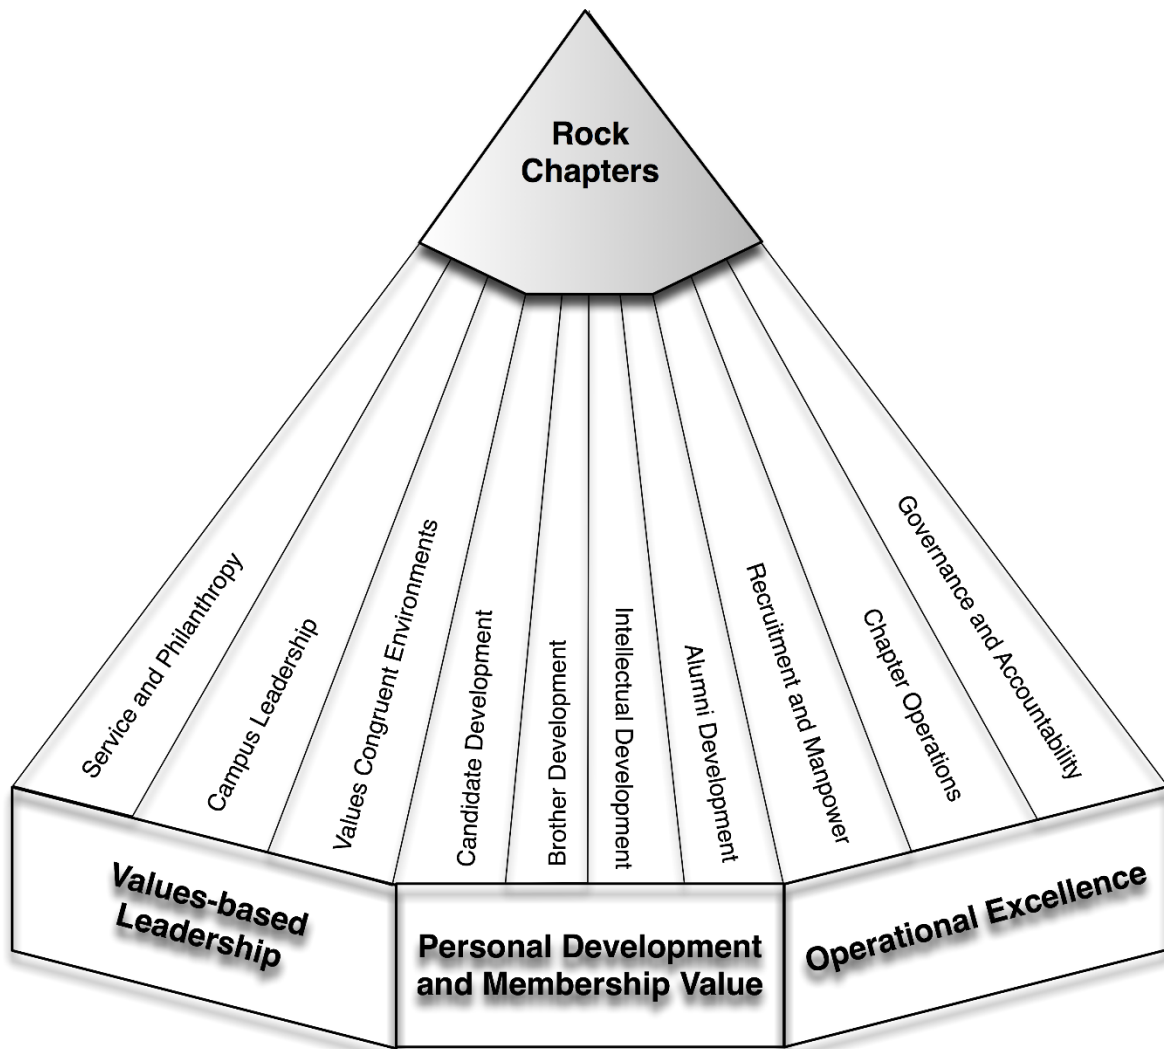 Rock
Chapters
Service and Philanthropy
Campus Leadership
Values Congruent Environments
Candidate Development
Brother Development
Intellectual Development
Alumni Development
Recruitment and Manpower
Chapter Operations
Governance and Accountability
Values-based
Leadership
Personal Development
and Membership Value
Operational Excellence